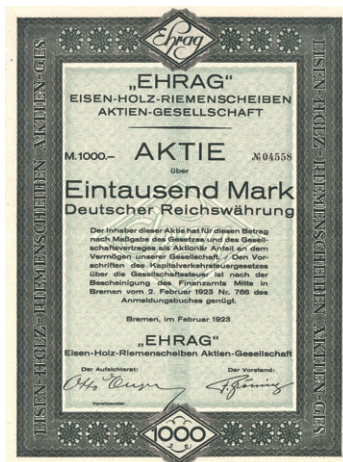 Ehrag
EISEN-HOLZ-RIEMENSCHEIBEN AKTIEN-GES
EISEN-HOLZ-RIEMENSCHEIBEN AKTIEN-GES
„EHRAG“
EISEN-HOLZ-RIEMENSCHEIBEN
AKTIEN-GESELLSCHAFT
M.1000.– AKTIE № 04558
über
Eintausend Mark
Deutscher Reichswährung
Der Inhaber dieser Aktie hat für diesen Betrag
nach Maßgabe des Gesetzes und des Gesell-
schaftsvertrages als Aktionär Anteil an dem
Vermögen unserer Gesellschaft / Den Vor-
schriften des Kapitalverkehrsteuergesetzes
über die Gesellschaftssteuer ist nach der
Bescheinigung des Finanzamts Mitte in
Bremen vom 2. Februar 1923 Nr. 766 des
Anmeldungsbuches genügt.
Bremen, im Februar 1923
„EHRAG“
Eisen-Holz-Riemenscheiben Aktien-Gesellschaft
Der Aufsichtsrat: Der Vorstand:
Otto
Vorsitzender.
1000